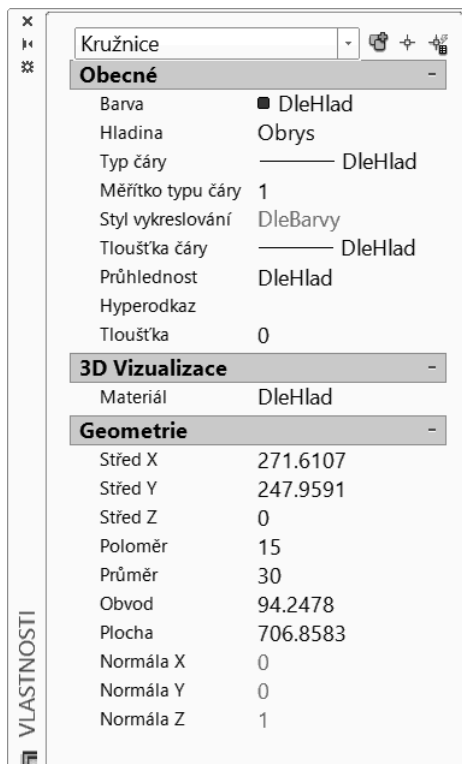 Kružnice
Obecné
Barva DleHlad
Hladina Obrys
Typ čáry DleHlad
Měřítko typu čáry 1
Styl vykreslování DleBarvy
Tloušťka čáry DleHlad
Průhlednost DleHlad
Hyperodkaz
Tloušťka 0
3D Vizualizace
Materiál DleHlad
Geometrie
Střed X 271.6107
Střed Y 247.9591
Střed Z 0
Poloměr 15
Průměr 30
Obvod 94.2478
Plocha 706.8583
Normála X 0
Normála Y 0
Normála Z 1
VLASTNOSTI